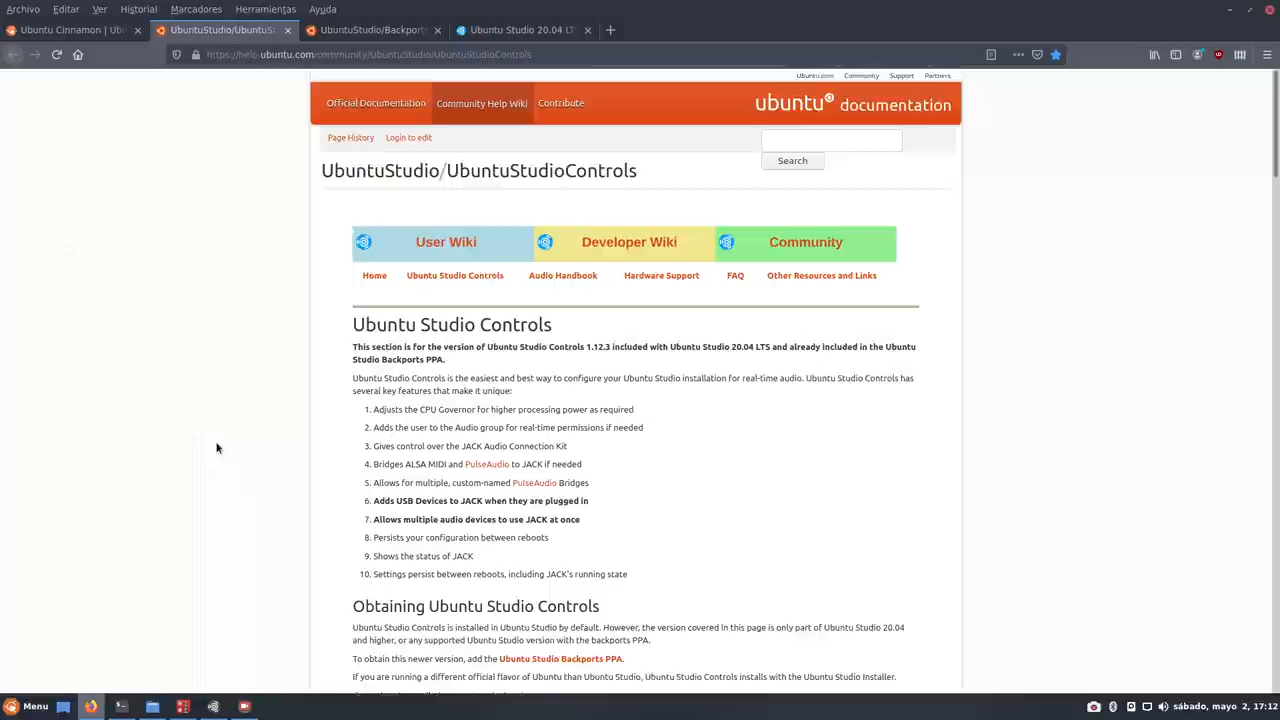 Archivo Editar Ver Historial Marcadores Herramientas Ayuda
Ubuntu Cinnamon | Ub
UbuntuStudio/UbuntuS
UbuntuStudio/Backport
Ubuntu Studio 20.04 LT
https://help.ubuntu.com/community/UbuntuStudio/UbuntuStudioControls
Ubuntu.com Community Support Partners
Official Documentation Community Help Wiki Contribute
ubuntu documentation
Page History Login to edit
Search
UbuntuStudio/UbuntuStudioControls
User Wiki Developer Wiki Community
Home Ubuntu Studio Controls Audio Handbook Hardware Support FAQ Other Resources and Links
Ubuntu Studio Controls
This section is for the version of Ubuntu Studio Controls 1.12.3 included with Ubuntu Studio 20.04 LTS and already included in the Ubuntu
Studio Backports PPA.
Ubuntu Studio Controls is the easiest and best way to configure your Ubuntu Studio installation for real-time audio. Ubuntu Studio Controls has
several key features that make it unique:
1. Adjusts the CPU Governor for higher processing power as required
2. Adds the user to the Audio group for real-time permissions if needed
3. Gives control over the JACK Audio Connection Kit
4. Bridges ALSA MIDI and PulseAudio to JACK if needed
5. Allows for multiple, custom-named PulseAudio Bridges
6. Adds USB Devices to JACK when they are plugged in
7. Allows multiple audio devices to use JACK at once
8. Persists your configuration between reboots
9. Shows the status of JACK
10. Settings persist between reboots, including JACK's running state
Obtaining Ubuntu Studio Controls
Ubuntu Studio Controls is installed in Ubuntu Studio by default. However, the version covered in this page is only part of Ubuntu Studio 20.04
and higher, or any supported Ubuntu Studio version with the backports PPA.
To obtain this newer version, add the Ubuntu Studio Backports PPA.
If you are running a different official flavor of Ubuntu than Ubuntu Studio, Ubuntu Studio Controls installs with the Ubuntu Studio Installer.
Menu
sábado, mayo 2, 17:12